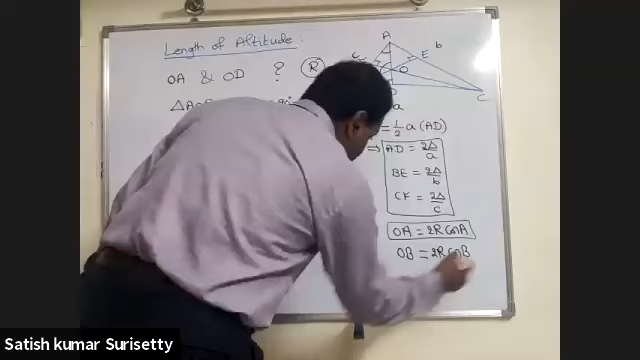 Length of Altitude :
OA & OD ? R
A
E b
O
C
a
= 1/2 a (AD)
⇒ AD = 2Δ/a
BE = 2Δ/b
CF = 2Δ/c
OA = 2R cosA
OB = 2R cosB
Satish kumar Surisetty